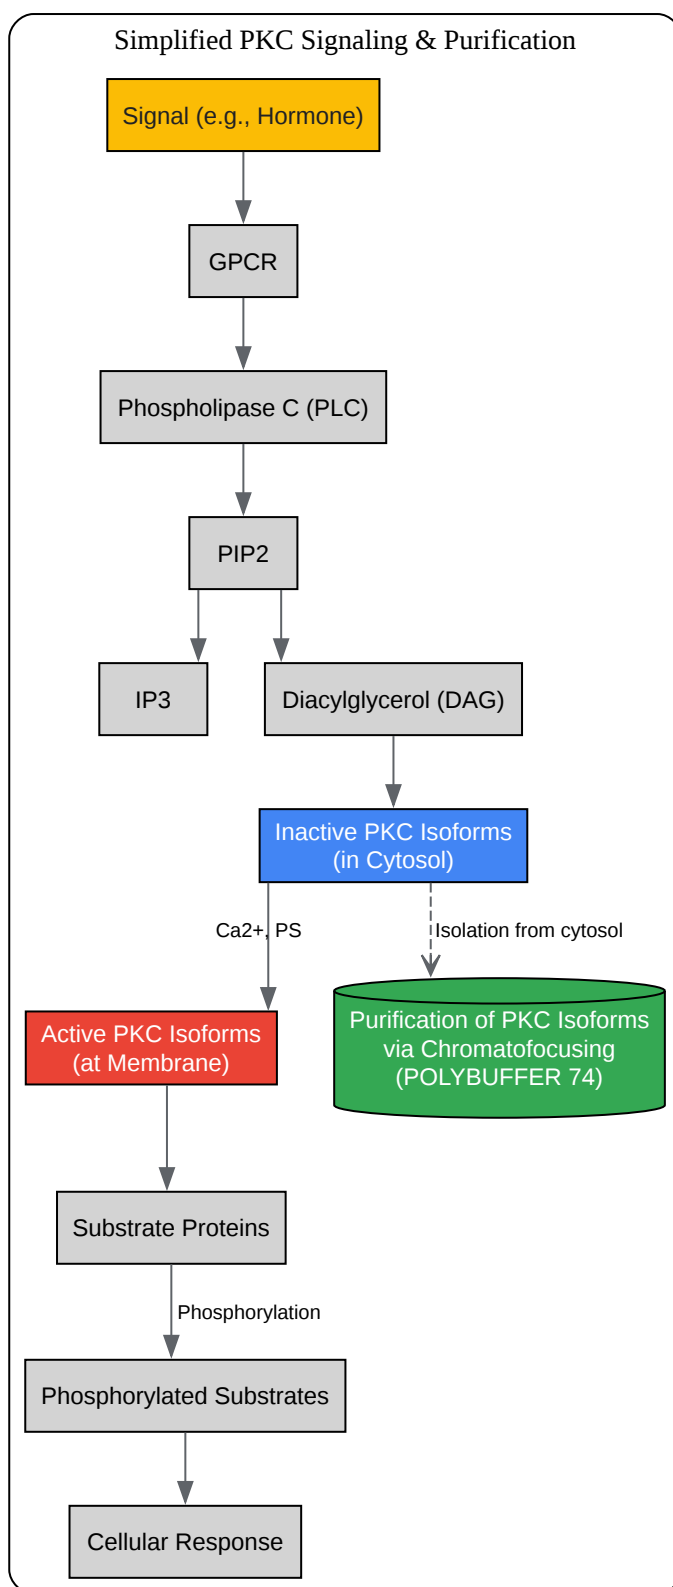 Simplified PKC Signaling & Purification
Signal (e.g., Hormone)
GPCR
Phospholipase C (PLC)
PIP2
IP3
Diacylglycerol (DAG)
Inactive PKC Isoforms
(in Cytosol)
Ca2+, PS
Isolation from cytosol
Active PKC Isoforms
(at Membrane)
Purification of PKC Isoforms
via Chromatofocusing
(POLYBUFFER 74)
Substrate Proteins
Phosphorylation
Phosphorylated Substrates
Cellular Response